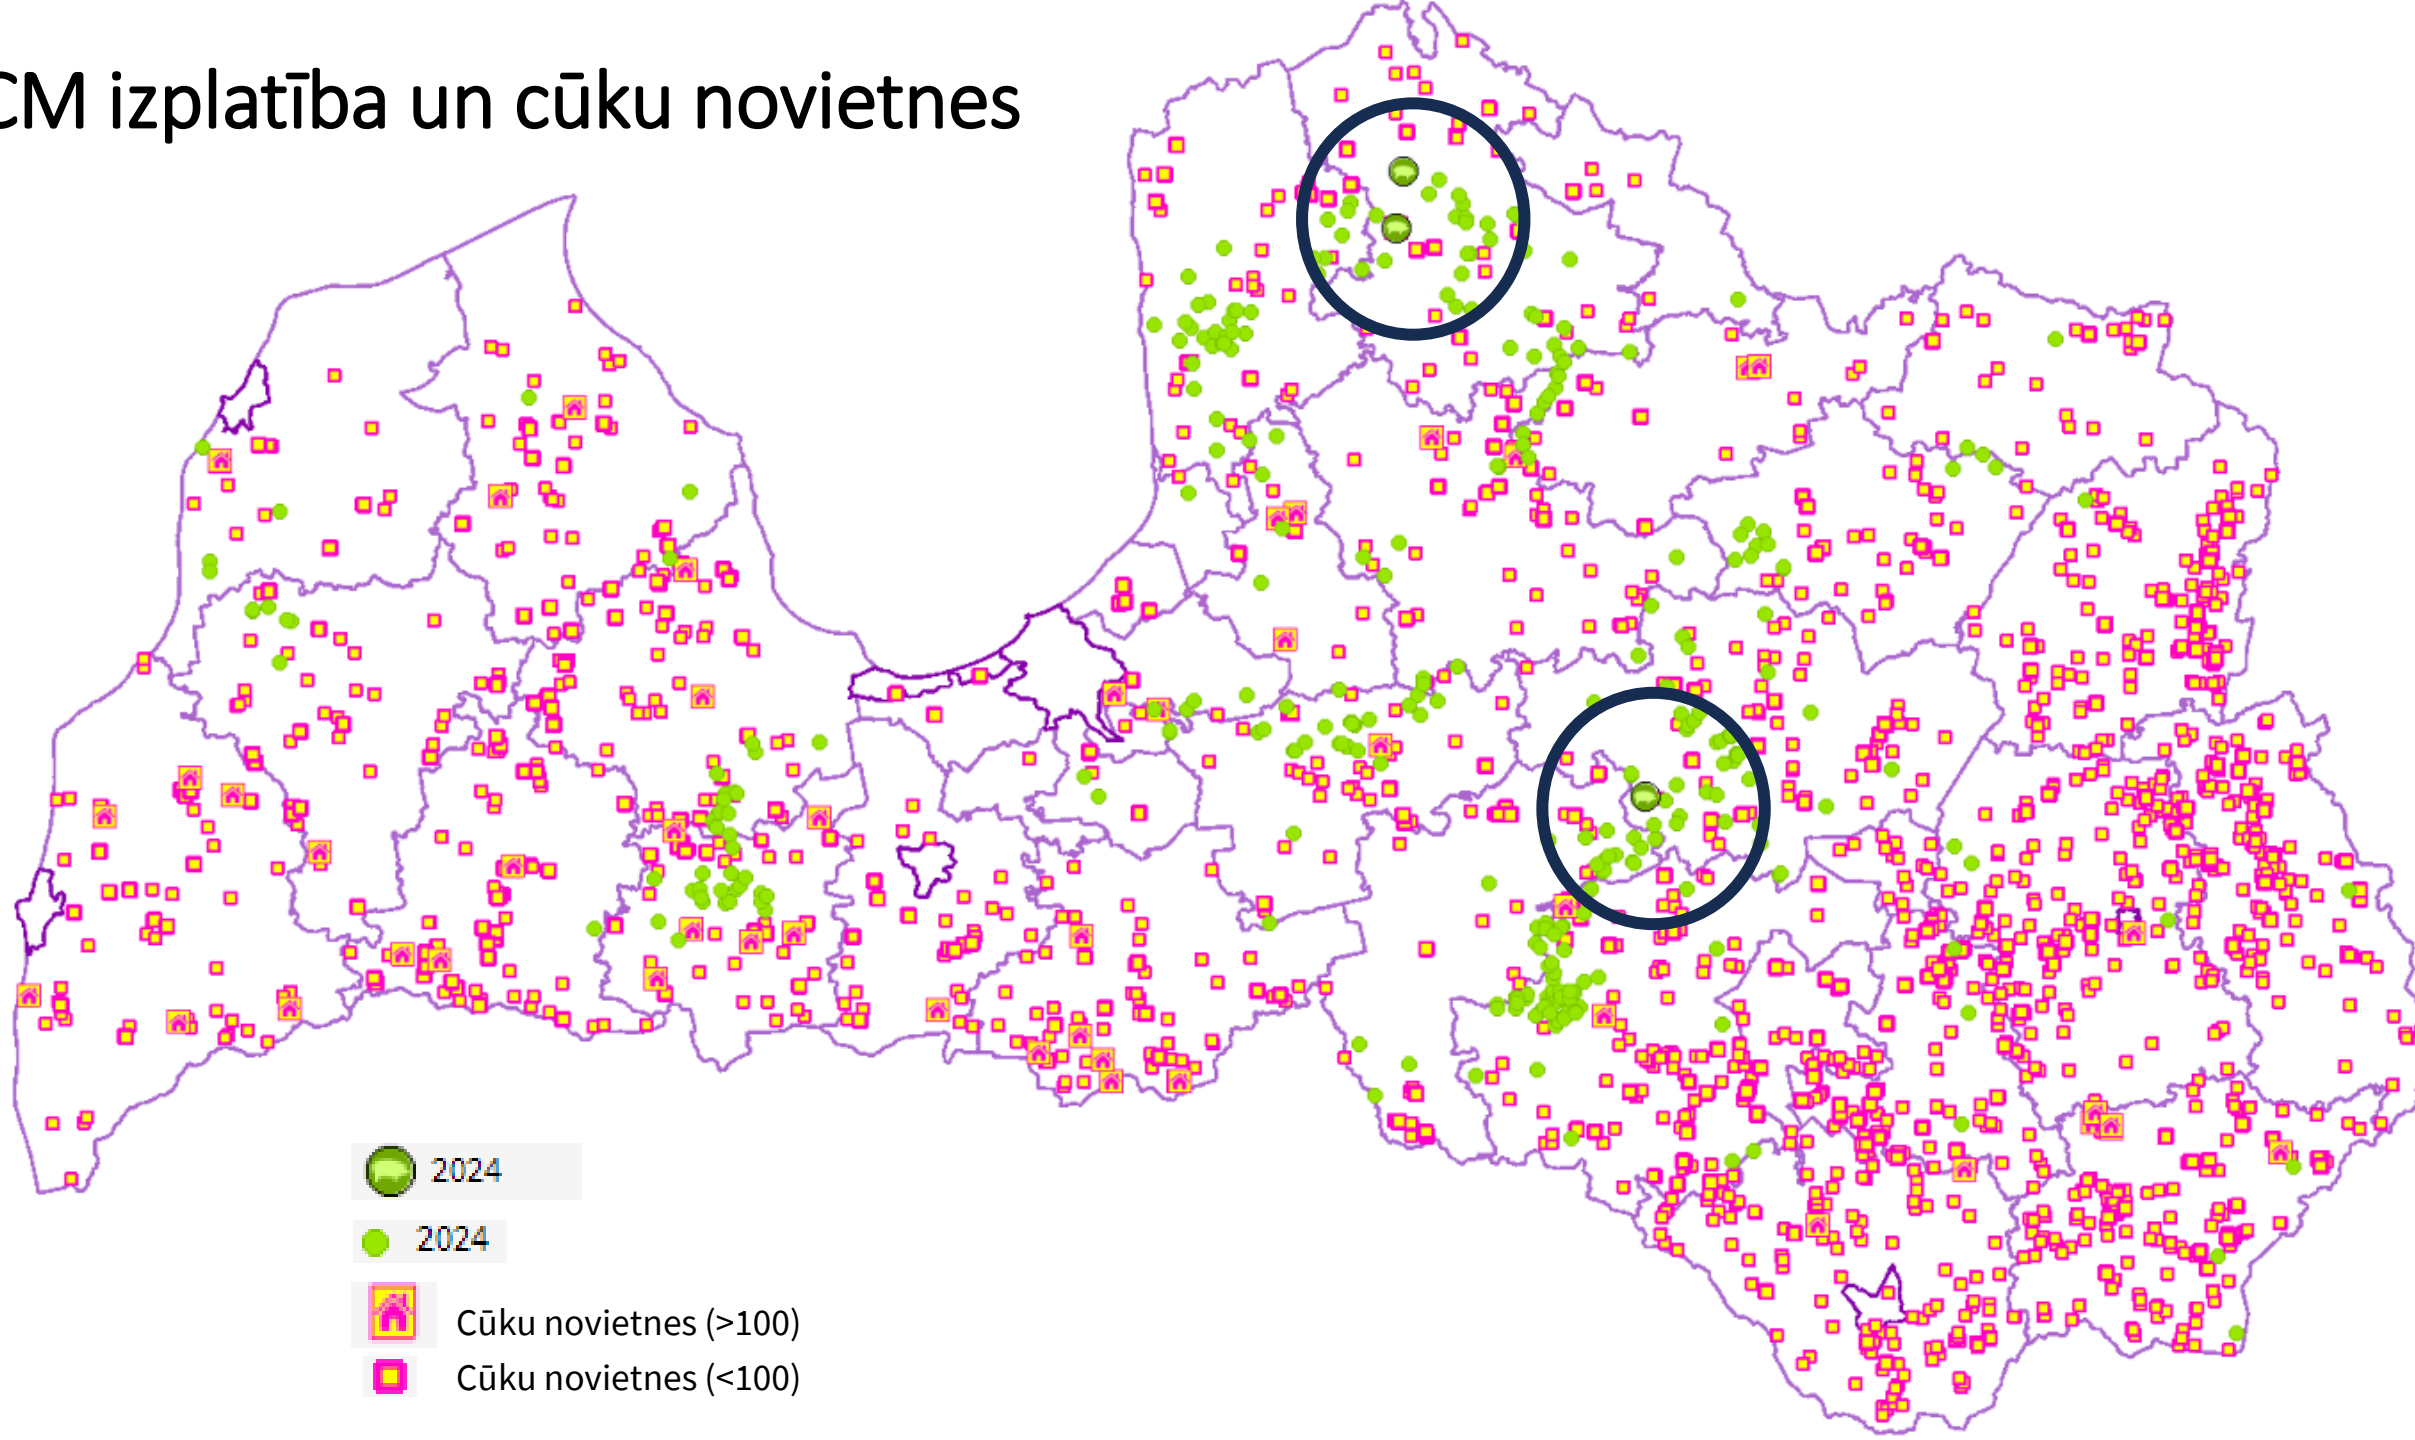 CM izplatība un cūku novietnes
2024
2024
Cūku novietnes (>100)
Cūku novietnes (<100)